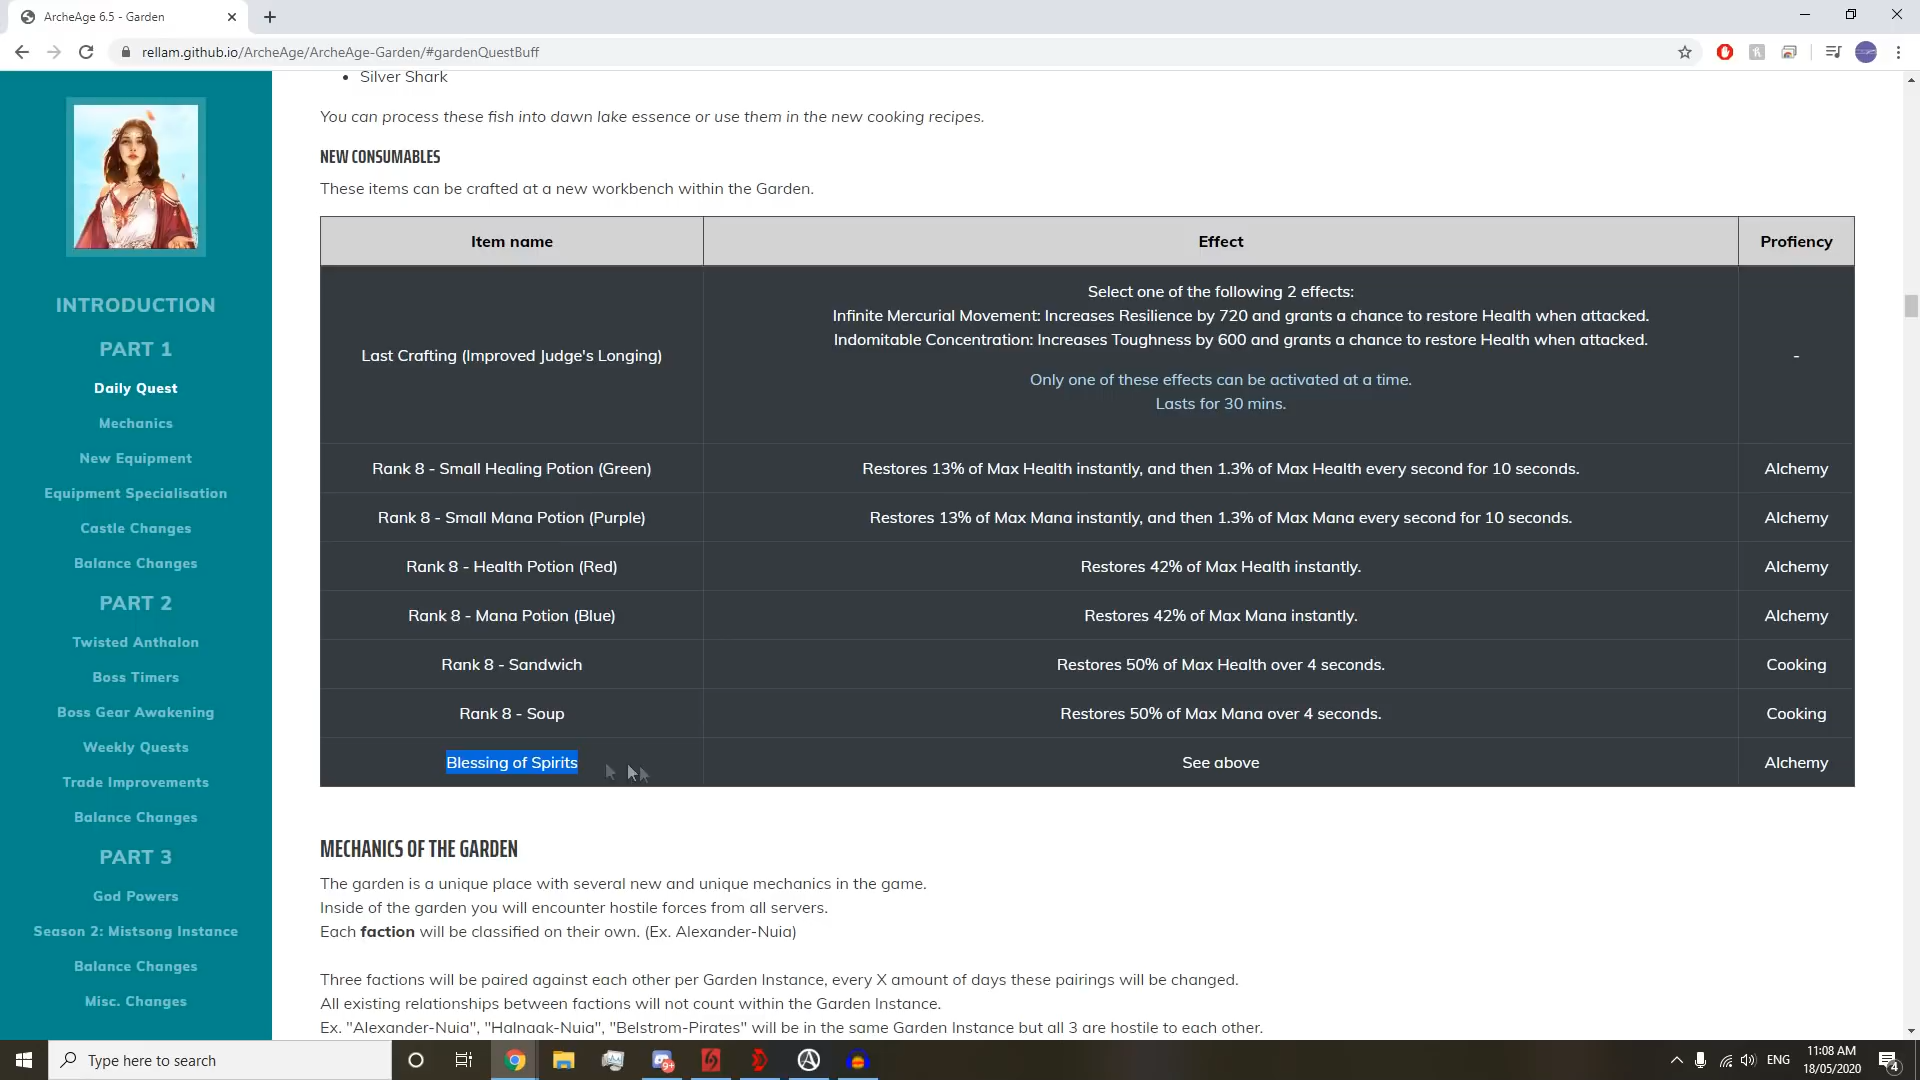 ArcheAge 6.5 - Garden
rellam.github.io/ArcheAge/ArcheAge-Garden/#gardenQuestBuff
INTRODUCTION
PART 1
Daily Quest
Mechanics
New Equipment
Equipment Specialisation
Castle Changes
Balance Changes
PART 2
Twisted Anthalon
Boss Timers
Boss Gear Awakening
Weekly Quests
Trade Improvements
Balance Changes
PART 3
God Powers
Season 2: Mistsong Instance
Balance Changes
Misc. Changes
Silver Shark
You can process these fish into dawn lake essence or use them in the new cooking recipes.
NEW CONSUMABLES
These items can be crafted at a new workbench within the Garden.
Item name Effect Profiency
Select one of the following 2 effects:
Infinite Mercurial Movement: Increases Resilience by 720 and grants a chance to restore Health when attacked.
Indomitable Concentration: Increases Toughness by 600 and grants a chance to restore Health when attacked.
Last Crafting (Improved Judge's Longing) -
Only one of these effects can be activated at a time.
Lasts for 30 mins.
Rank 8 - Small Healing Potion (Green) Restores 13% of Max Health instantly, and then 1.3% of Max Health every second for 10 seconds. Alchemy
Rank 8 - Small Mana Potion (Purple) Restores 13% of Max Mana instantly, and then 1.3% of Max Mana every second for 10 seconds. Alchemy
Rank 8 - Health Potion (Red) Restores 42% of Max Health instantly. Alchemy
Rank 8 - Mana Potion (Blue) Restores 42% of Max Mana instantly. Alchemy
Rank 8 - Sandwich Restores 50% of Max Health over 4 seconds. Cooking
Rank 8 - Soup Restores 50% of Max Mana over 4 seconds. Cooking
Blessing of Spirits See above Alchemy
MECHANICS OF THE GARDEN
The garden is a unique place with several new and unique mechanics in the game.
Inside of the garden you will encounter hostile forces from all servers.
Each faction will be classified on their own. (Ex. Alexander-Nuia)
Three factions will be paired against each other per Garden Instance, every X amount of days these pairings will be changed.
All existing relationships between factions will not count within the Garden Instance.
Ex. "Alexander-Nuia", "Halnaak-Nuia", "Belstrom-Pirates" will be in the same Garden Instance but all 3 are hostile to each other.
Type here to search
ENG
11:08 AM
18/05/2020
4